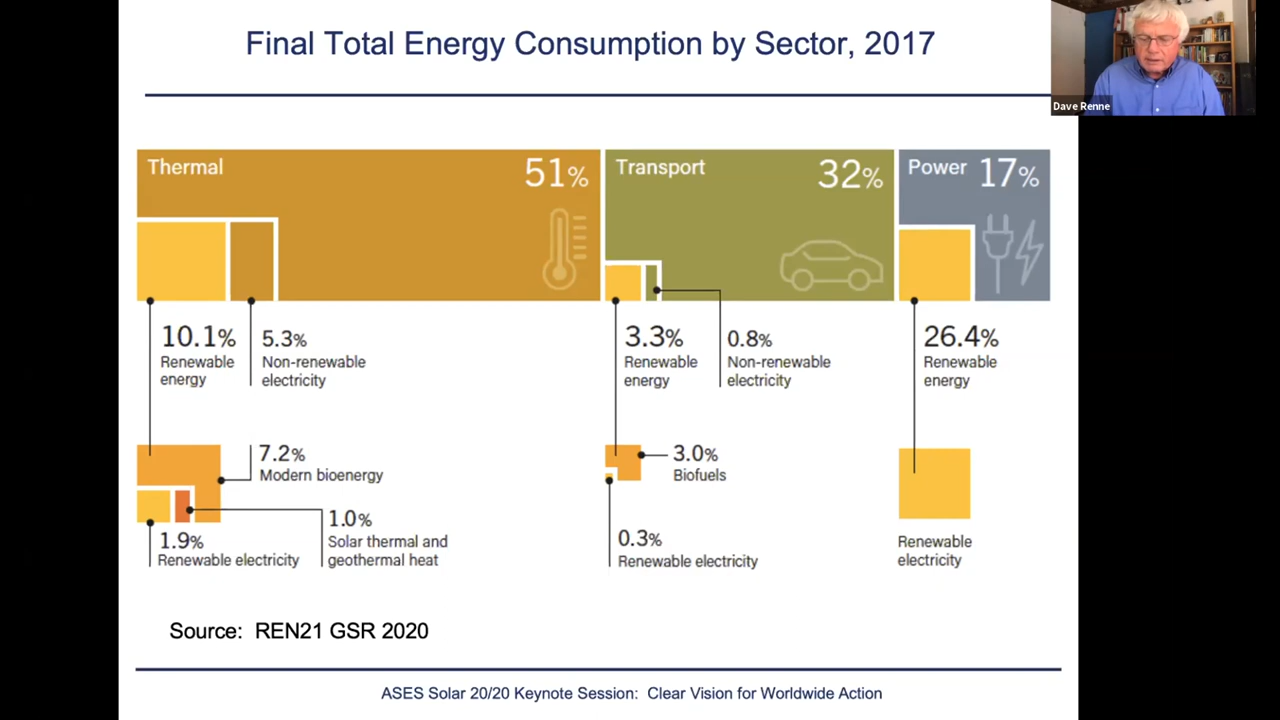 Final Total Energy Consumption by Sector, 2017
Dave Renne
Thermal
51%
Transport
32%
Power
17%
10.1%
Renewable
energy
5.3%
Non-renewable
electricity
3.3%
Renewable
energy
0.8%
Non-renewable
electricity
26.4%
Renewable
energy
7.2%
Modern bioenergy
1.0%
Solar thermal and
geothermal heat
1.9%
Renewable electricity
3.0%
Biofuels
0.3%
Renewable electricity
Renewable
electricity
Source: REN21 GSR 2020
ASES Solar 20/20 Keynote Session: Clear Vision for Worldwide Action